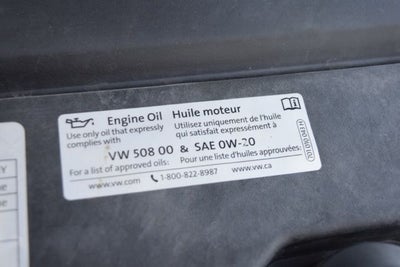 Engine Oil Huile moteur
Use only oil that expressly complies with
Utilisez uniquement de l'huile qui satisfait expressément à
VW 508 00 & SAE 0W-20
For a list of approved oils: Pour une liste d'huiles approuvées:
www.vw.com 1-800-822-8987 www.vw.ca